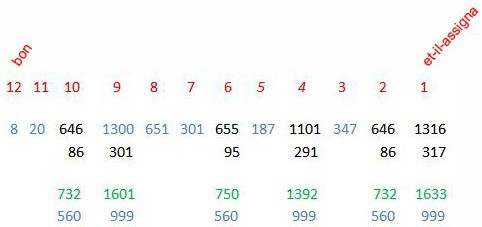 bon et-il-assigna
12 11 10 9 8 7 6 5 4 3 2 1
8 20 646 1300 651 301 655 187 1101 347 646 1316
86 301 95 291 86 317
732 1601 750 1392 732 1633
560 999 560 999 560 999